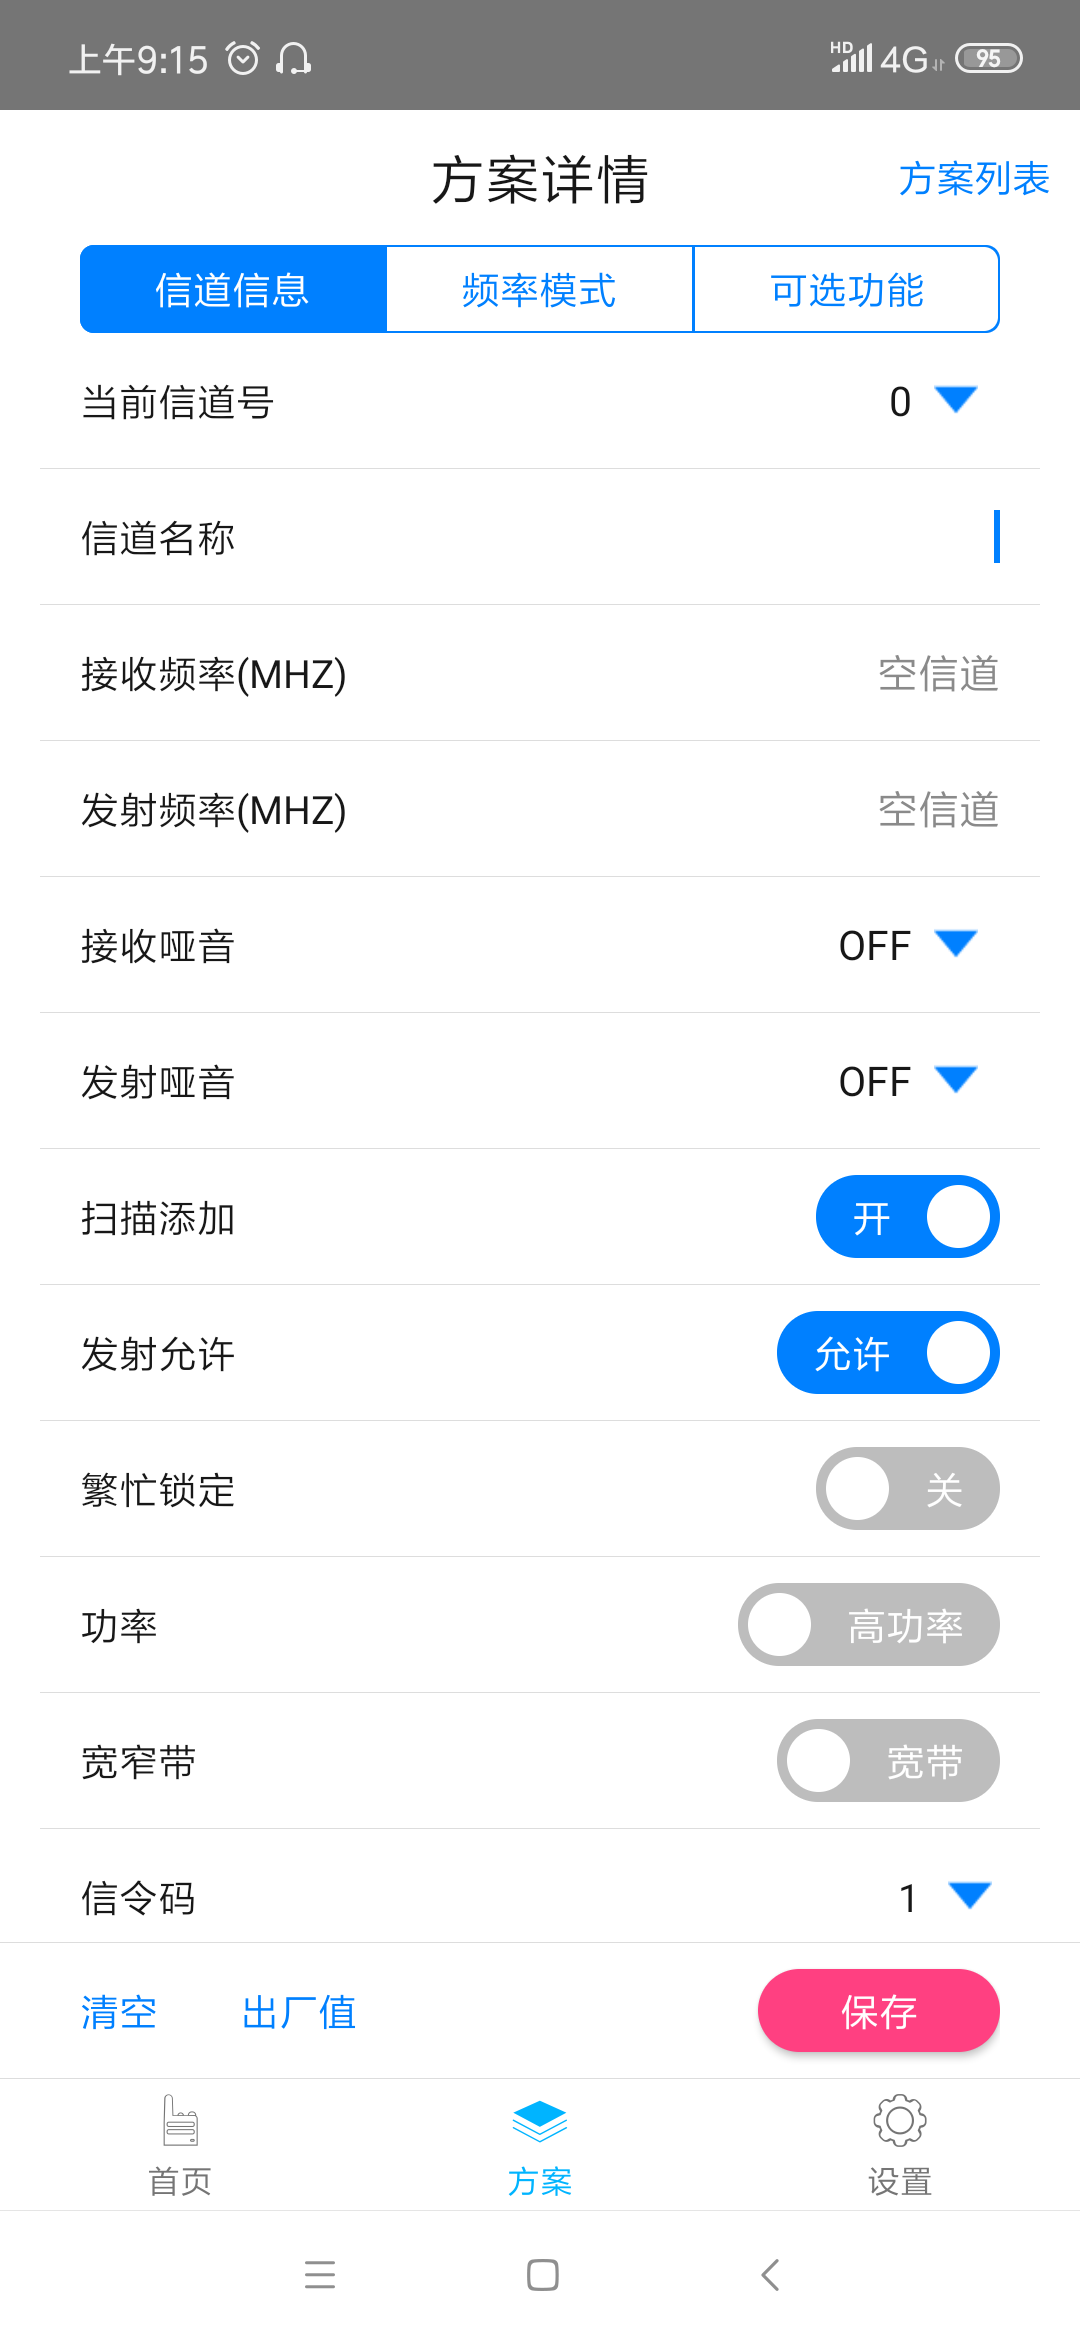 上午9:15 HD 4G 95
方案详情 方案列表
信道信息 频率模式 可选功能
当前信道号 0
信道名称
接收频率(MHZ) 空信道
发射频率(MHZ) 空信道
接收哑音 OFF
发射哑音 OFF
扫描添加 开
发射允许 允许
繁忙锁定 关
功率 高功率
宽窄带 宽带
信令码 1
清空 出厂值 保存
首页 方案 设置